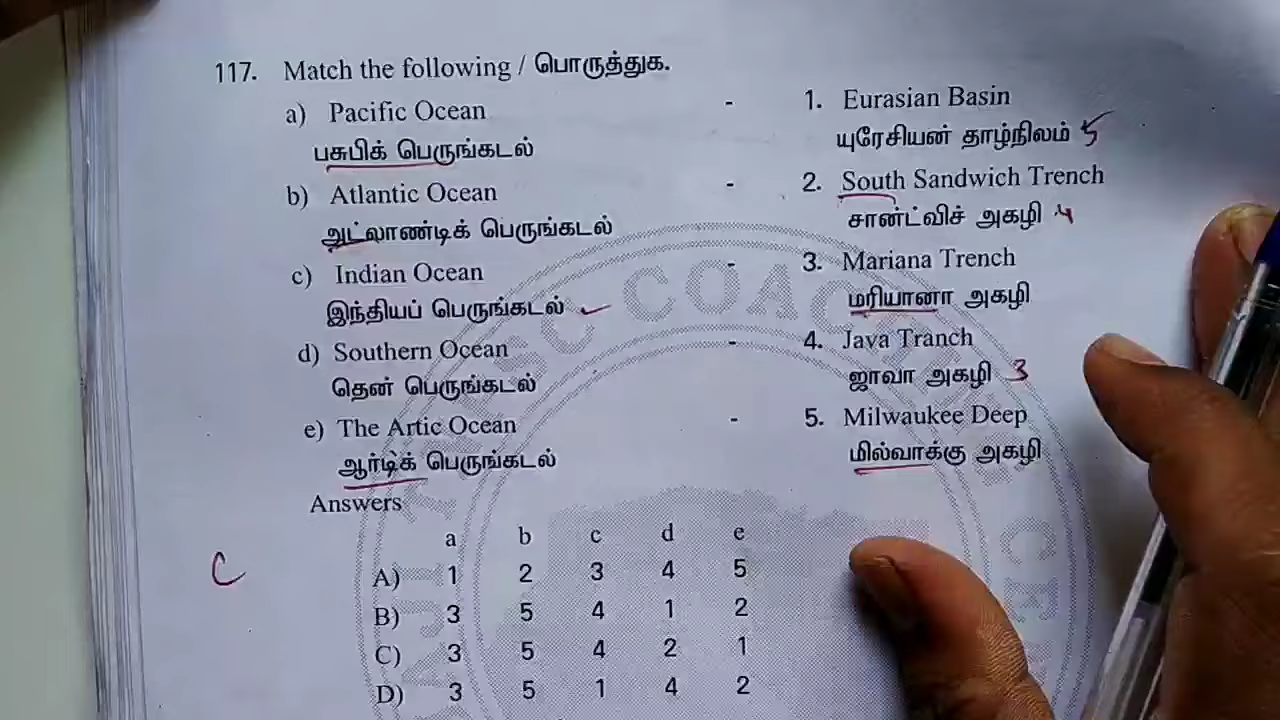 117. Match the following / பொருத்துக.
a) Pacific Ocean - 1. Eurasian Basin
பசுபிக் பெருங்கடல் யுரேசியன் தாழ்நிலம் 5
b) Atlantic Ocean - 2. South Sandwich Trench
அட்லாண்டிக் பெருங்கடல் சாண்ட்விச் அகழி 4
c) Indian Ocean - 3. Mariana Trench
இந்தியப் பெருங்கடல் மரியானா அகழி
d) Southern Ocean - 4. Java Tranch
தென் பெருங்கடல் ஜாவா அகழி 3
e) The Artic Ocean - 5. Milwaukee Deep
ஆர்டிக் பெருங்கடல் மில்வாக்கு அகழி
Answers
a b c d e
C
A) 1 2 3 4 5
B) 3 5 4 1 2
C) 3 5 4 2 1
D) 3 5 1 4 2